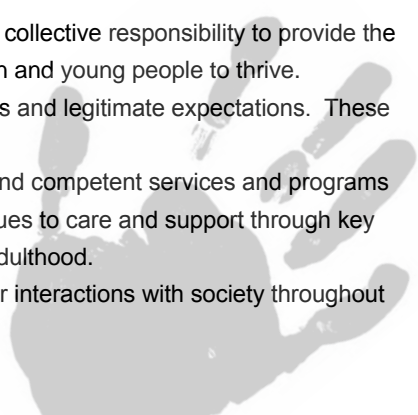 collective responsibility to provide the
and young people to thrive.
s and legitimate expectations. These
nd competent services and programs
ues to care and support through key
dulthood.
r interactions with society throughout